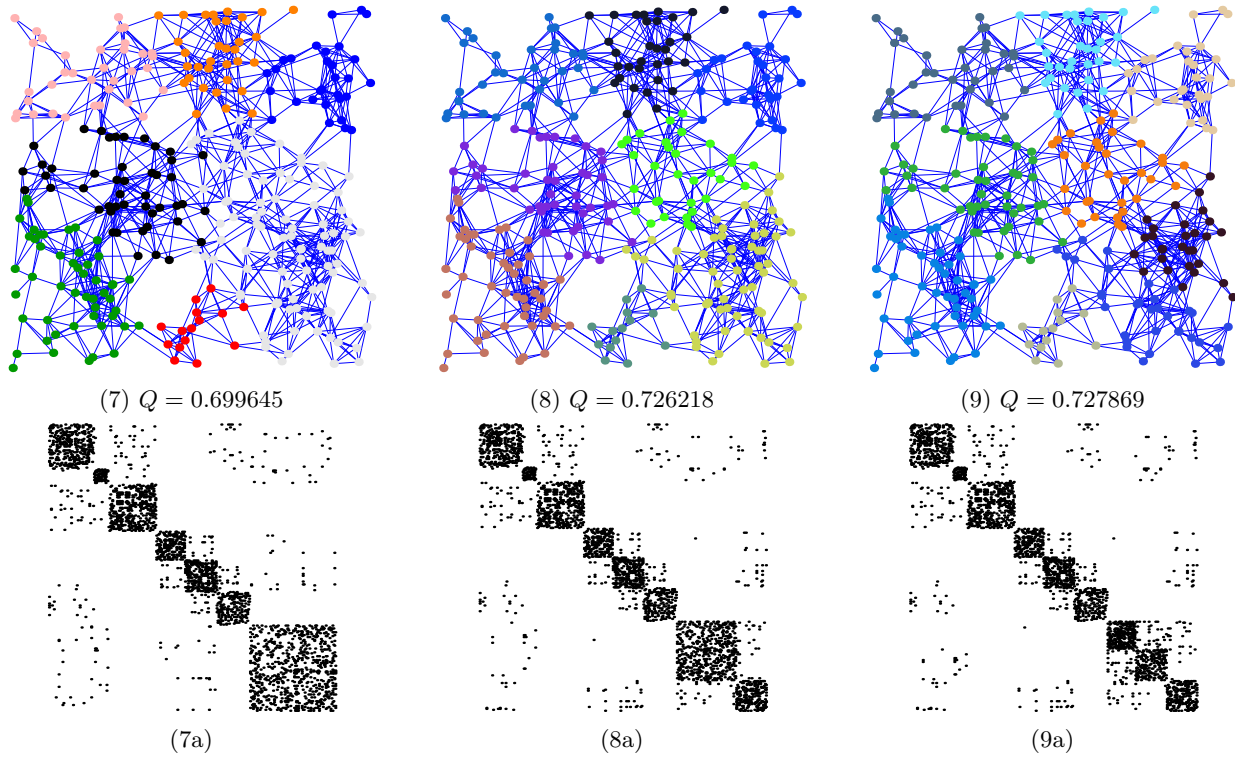 (7) Q = 0.699645
(8) Q = 0.726218
(9) Q = 0.727869
(7a)
(8a)
(9a)